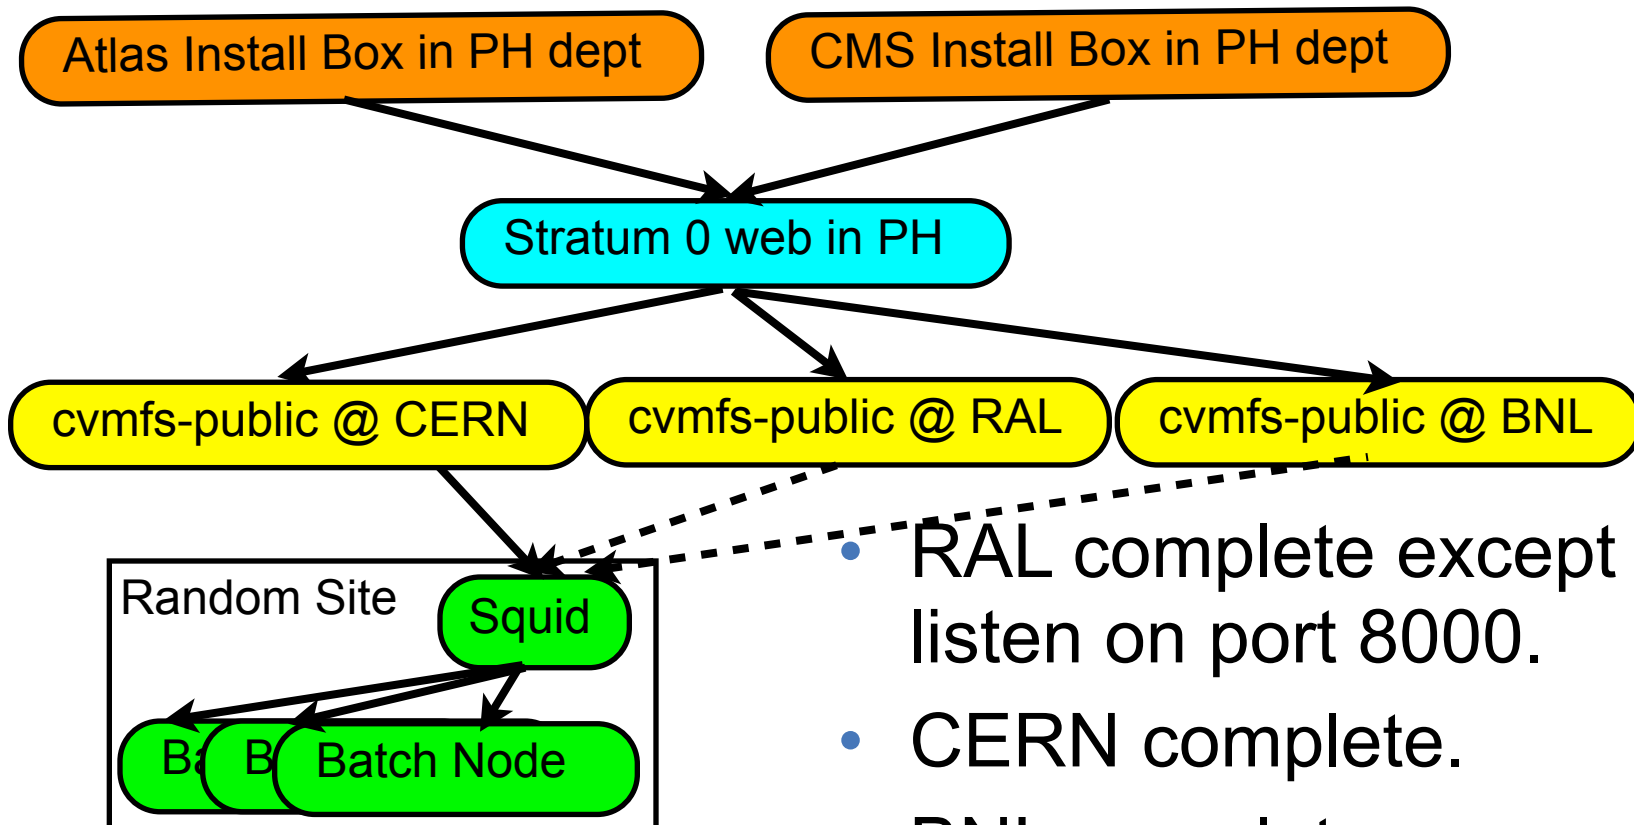 Atlas Install Box in PH dept
CMS Install Box in PH dept
Stratum 0 web in PH
cvmfs-public @ CERN
cvmfs-public @ RAL
cvmfs-public @ BNL
Random Site
Squid
Batch Node
• RAL complete except
listen on port 8000.
• CERN complete.